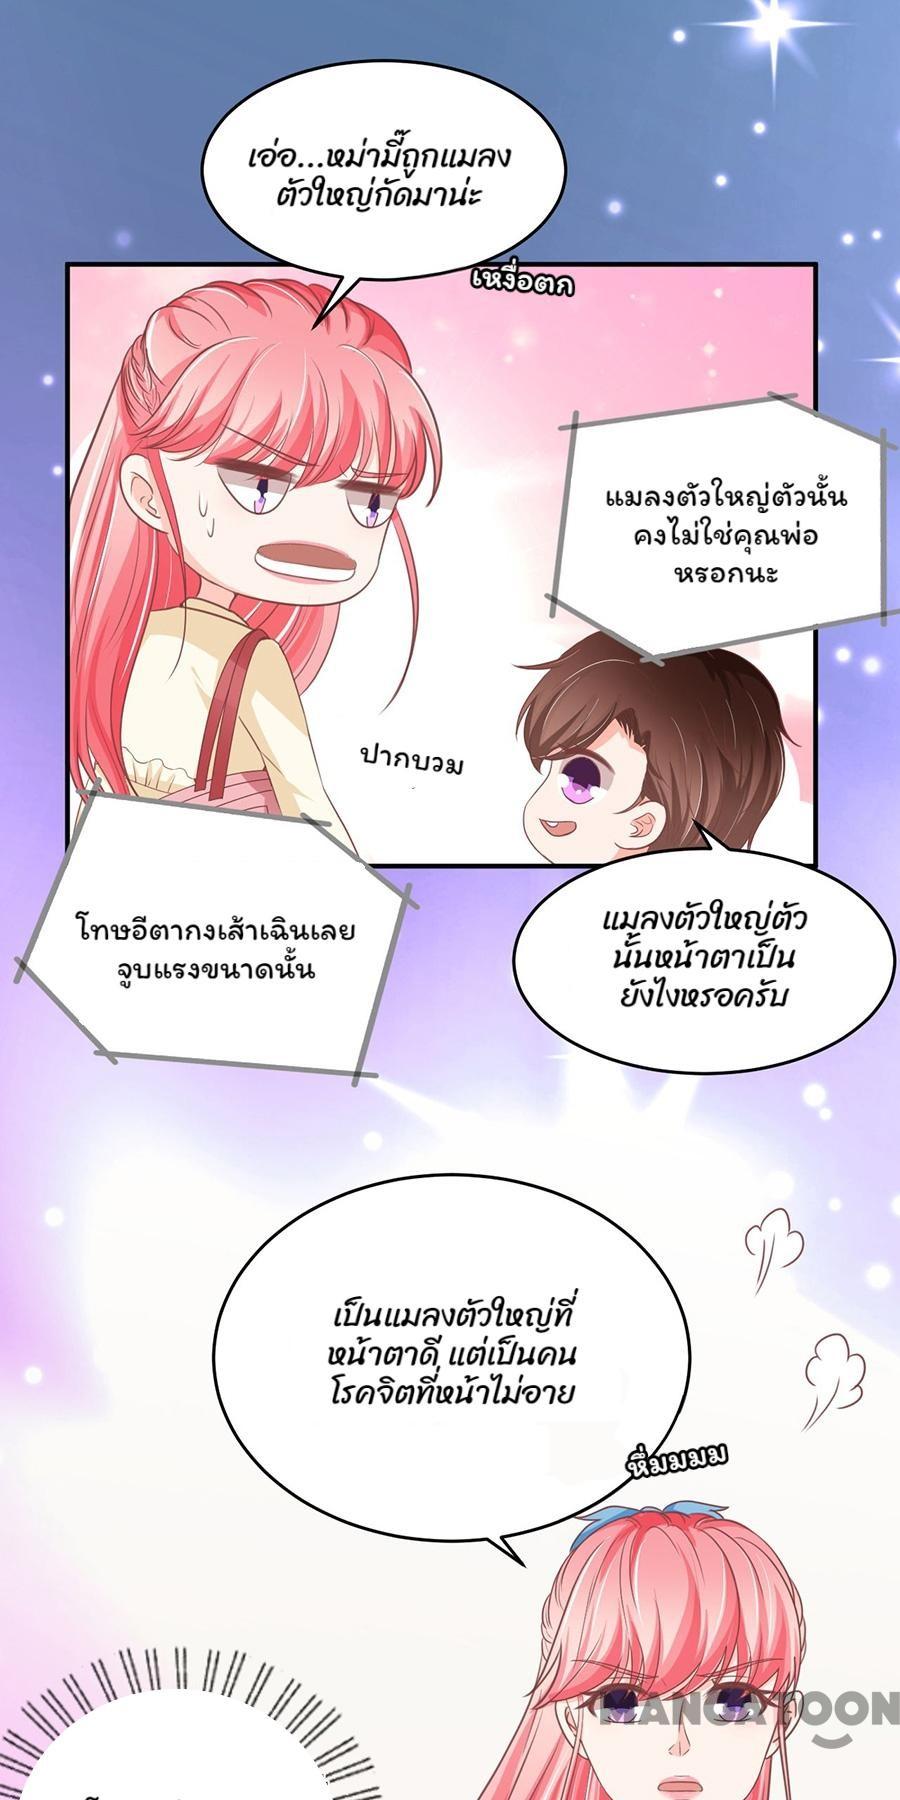 เอ่อ...หม่ามี๊ถูกแมลง
ตัวใหญ่กัดมาน่ะ
เหงื่อตก
แมลงตัวใหญ่ตัวนั้น
คงไม่ใช่คุณพ่อ
หรอกนะ
ปากบวม
โทษอีตากงเส้าเฉินเลย
จูบแรงขนาดนั้น
แมลงตัวใหญ่ตัว
นั้นหน้าตาเป็น
ยังไงหรอครับ
เป็นแมลงตัวใหญ่ที่
หน้าตาดี แต่เป็นคน
โรคจิตที่หน้าไม่อาย
หึ่มมมมม
MANGATOON